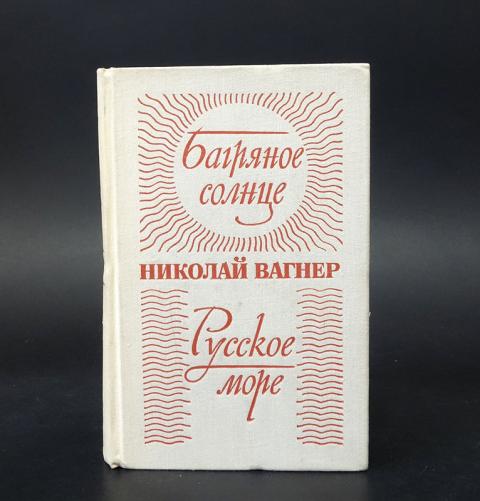 Багряное
солнце
НИКОЛАЙ ВАГНЕР
Русское
море